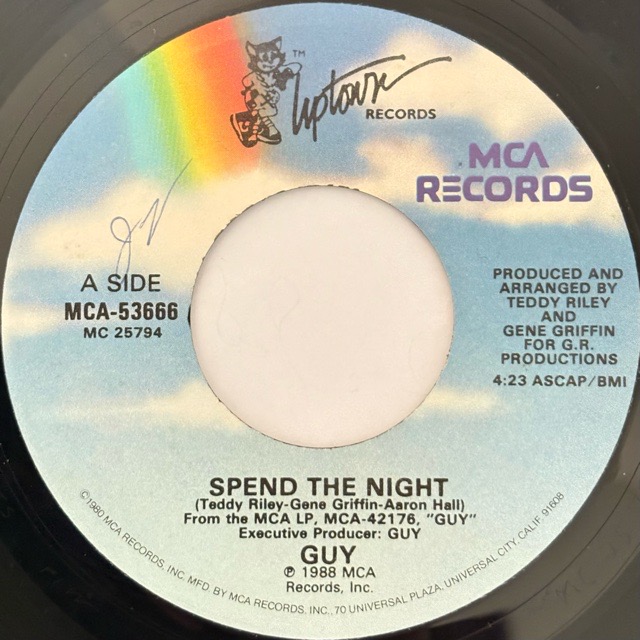 TM
Uptown
RECORDS
MCA
RECORDS
A SIDE
MCA-53666
MC 25794
PRODUCED AND
ARRANGED BY
TEDDY RILEY
AND
GENE GRIFFIN
FOR G.R.
PRODUCTIONS
4:23 ASCAP/BMI
SPEND THE NIGHT
(Teddy Riley-Gene Griffin-Aaron Hall)
From the MCA LP, MCA-42176, "GUY"
Executive Producer: GUY
GUY
℗ 1988 MCA
Records, Inc.
©1980 MCA RECORDS, INC. MFD. BY MCA RECORDS, INC., 70 UNIVERSAL PLAZA, UNIVERSAL CITY, CALIF. 91608